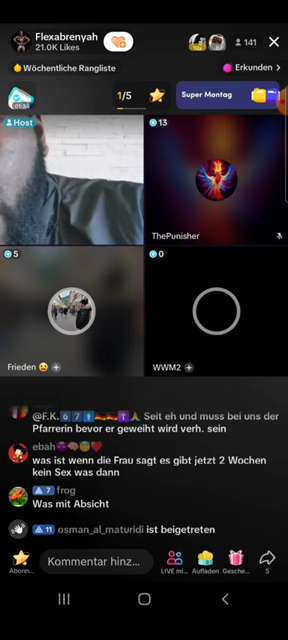 Flexabrenyah
21.0K Likes
141
Wöchentliche Rangliste
Erkunden >
1/5
Super Montag
Host
13
ThePunisher
5
0
Frieden
WWM2
@F.K. 6 7 Seit eh und muss bei uns der
Pfarrerin bevor er geweiht wird verh. sein
ebah
was ist wenn die Frau sagt es gibt jetzt 2 Wochen
kein Sex was dann
7 frog
Was mit Absicht
11 osman_al_maturidi ist beigetreten
Kommentar hinz...
Abonn...
LIVE mi...
Aufladen
Gesche...